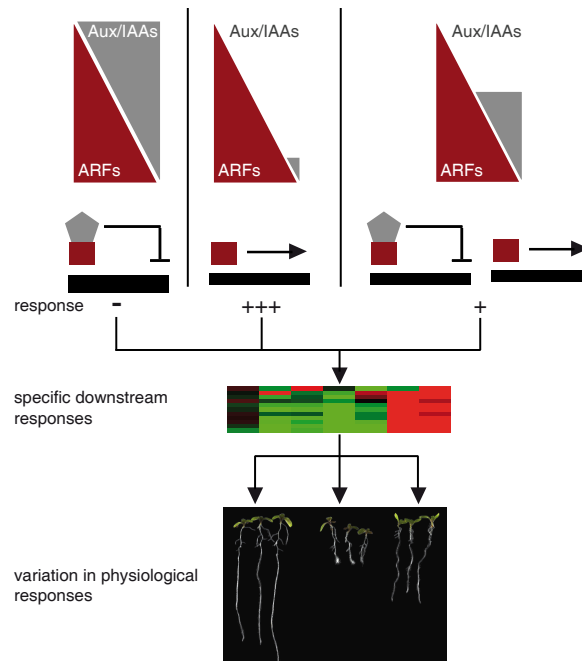 Aux/IAAs
Aux/IAAs
Aux/IAAs
ARFs
ARFs
ARFs
response - +++ +
specific downstream
responses
variation in physiological
responses